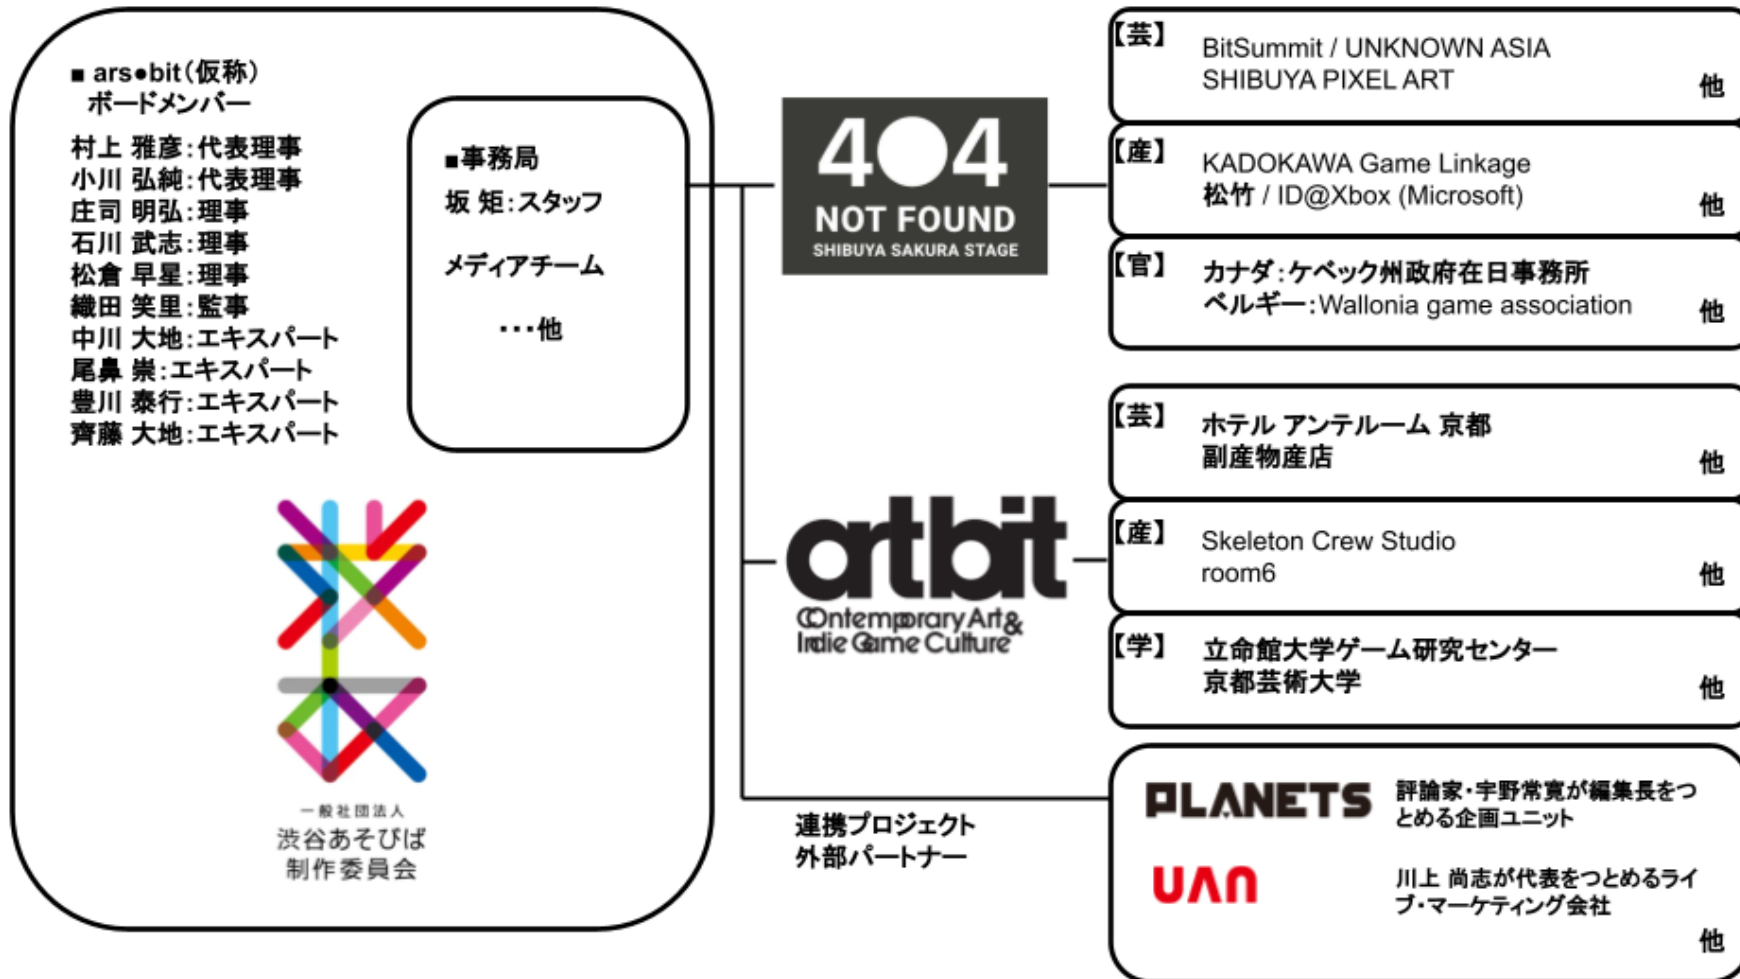 ■ ars●bit（仮称）
ボードメンバー
村上 雅彦：代表理事
小川 弘純：代表理事
庄司 明弘：理事
石川 武志：理事
松倉 早星：理事
織田 笑里：監事
中川 大地：エキスパート
尾鼻 崇：エキスパート
豊川 泰行：エキスパート
齊藤 大地：エキスパート
■事務局
坂 矩：スタッフ
メディアチーム
･･･他
一般社団法人
渋谷あそびば
制作委員会
404
NOT FOUND
SHIBUYA SAKURA STAGE
【芸】
BitSummit / UNKNOWN ASIA
SHIBUYA PIXEL ART
他
【産】
KADOKAWA Game Linkage
松竹 / ID@Xbox (Microsoft)
他
【官】
カナダ：ケベック州政府在日事務所
ベルギー：Wallonia game association
他
artbit
Contemporary Art &
Indie Game Culture
【芸】
ホテル アンテルーム 京都
副産物産店
他
【産】
Skeleton Crew Studio
room6
他
【学】
立命館大学ゲーム研究センター
京都芸術大学
他
連携プロジェクト
外部パートナー
PLANETS
評論家・宇野常寛が編集長をつ
とめる企画ユニット
UAN
川上 尚志が代表をつとめるライ
ブ・マーケティング会社
他